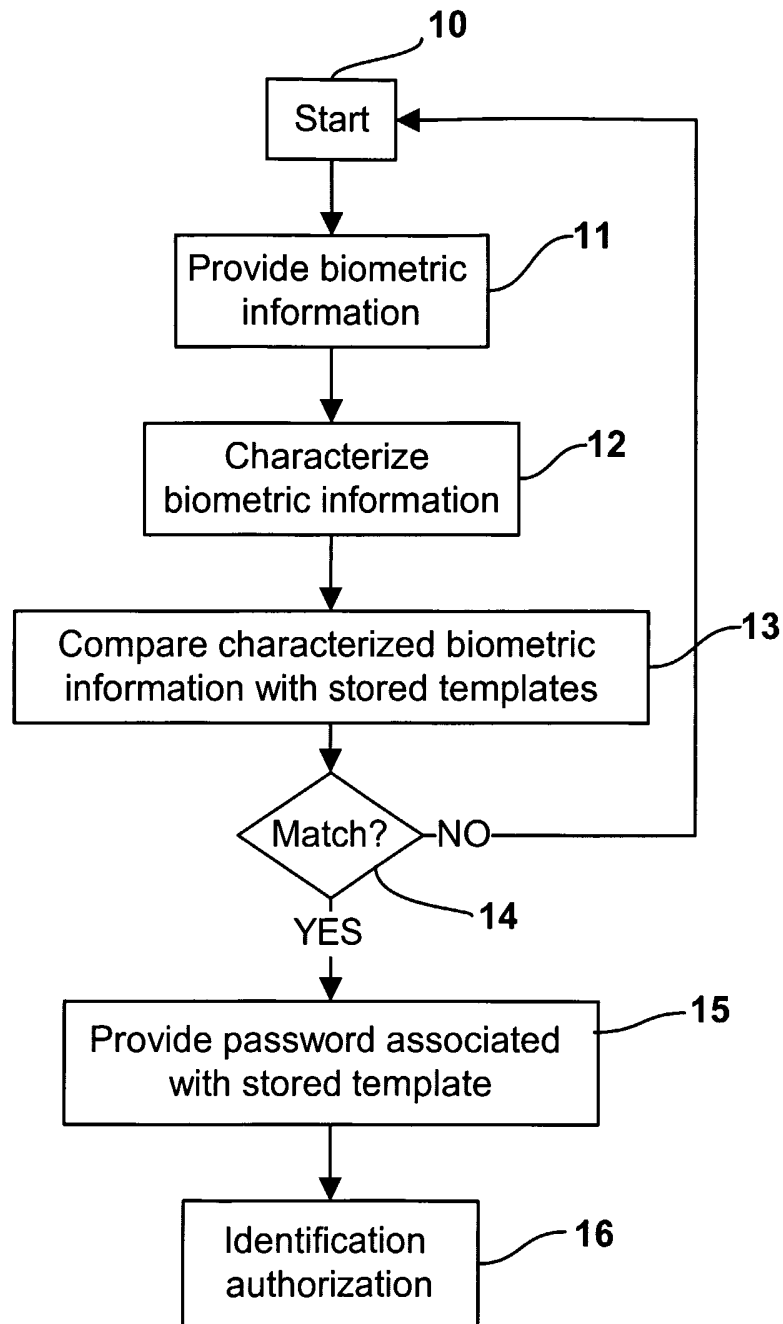 10
Start
11
Provide biometric
information
12
Characterize
biometric information
13
Compare characterized biometric
information with stored templates
Match?
NO
14
YES
15
Provide password associated
with stored template
16
Identification
authorization